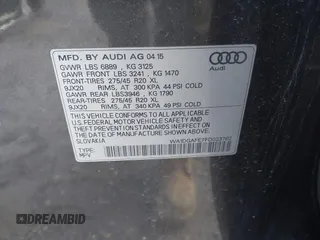 MFD. BY AUDI AG 04.15
GVWR LBS 6889 , KG 3125
GAWR FRONT LBS 3241 , KG 1470
FRONT-TIRES: 275/45 R20 XL
9JX20 RIMS, AT 300 KPA 44 PSI COLD
GAWR REAR LBS3946 , KG 1790
REAR-TIRES: 275/45 R20 XL
9JX20 RIMS, AT 340 KPA 49 PSI COLD
Audi
THIS VEHICLE CONFORMS TO ALL APPLICABLE
U.S. FEDERAL MOTOR VEHICLE SAFETY, BUMPER
AND THEFT PREVENTION STANDARDS IN EFFECT ON
THE DATE OF MANUFACTURE SHOWN ABOVE.
SLOVAKIA
TYPE:
MPV
DREAMBID